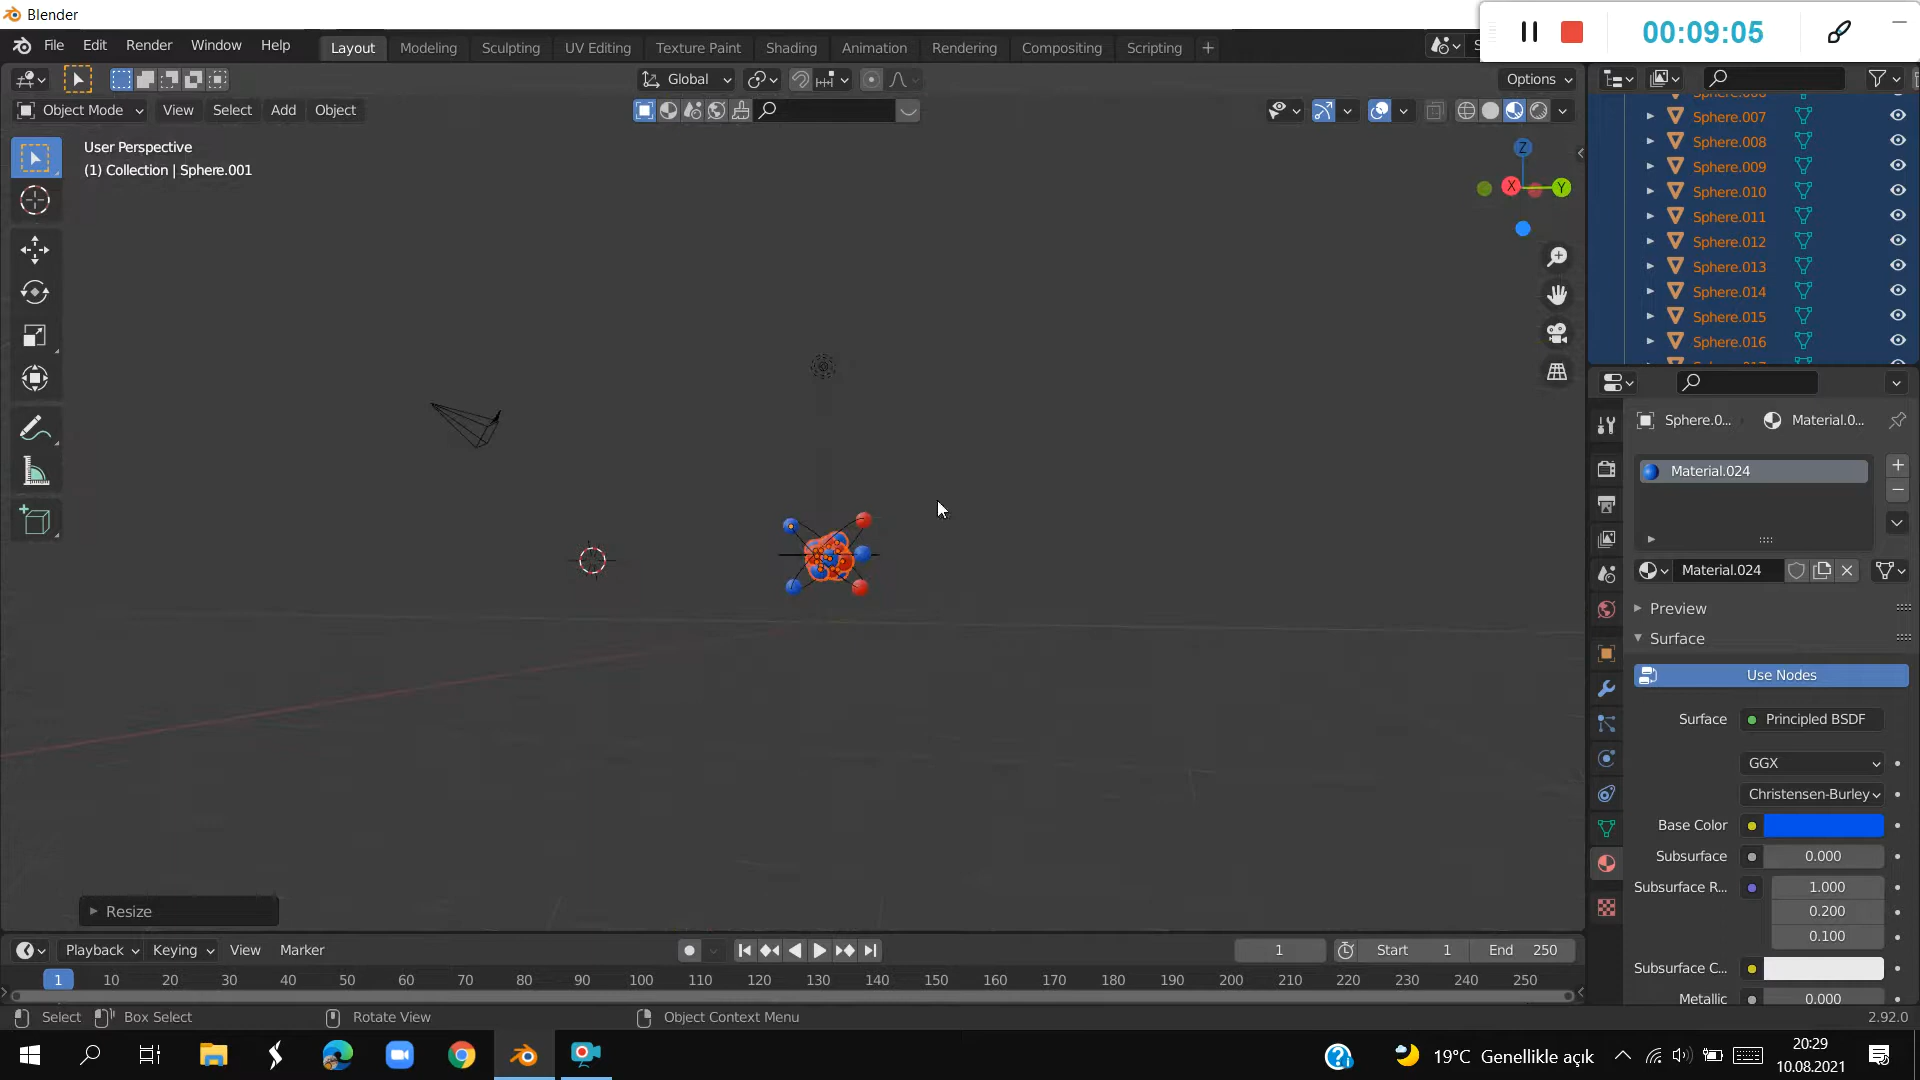 Blender
00:09:05
File Edit Render Window Help Layout Modeling Sculpting UV Editing Texture Paint Shading Animation Rendering Compositing Scripting +
Global Options
Object Mode View Select Add Object
User Perspective
(1) Collection | Sphere.001
Z
X
Y
Sphere.007
Sphere.008
Sphere.009
Sphere.010
Sphere.011
Sphere.012
Sphere.013
Sphere.014
Sphere.015
Sphere.016
Sphere.0... Material.0...
Material.024
Material.024
Preview
Surface
Use Nodes
Surface Principled BSDF
GGX
Christensen-Burley
Base Color
Subsurface 0.000
Subsurface R... 1.000
0.200
0.100
Subsurface C...
Metallic 0.000
Resize
Playback Keying View Marker 1 Start 1 End 250
1 10 20 30 40 50 60 70 80 90 100 110 120 130 140 150 160 170 180 190 200 210 220 230 240 250
Select Box Select Rotate View Object Context Menu 2.92.0
19°C Genellikle açık
20:29
10.08.2021